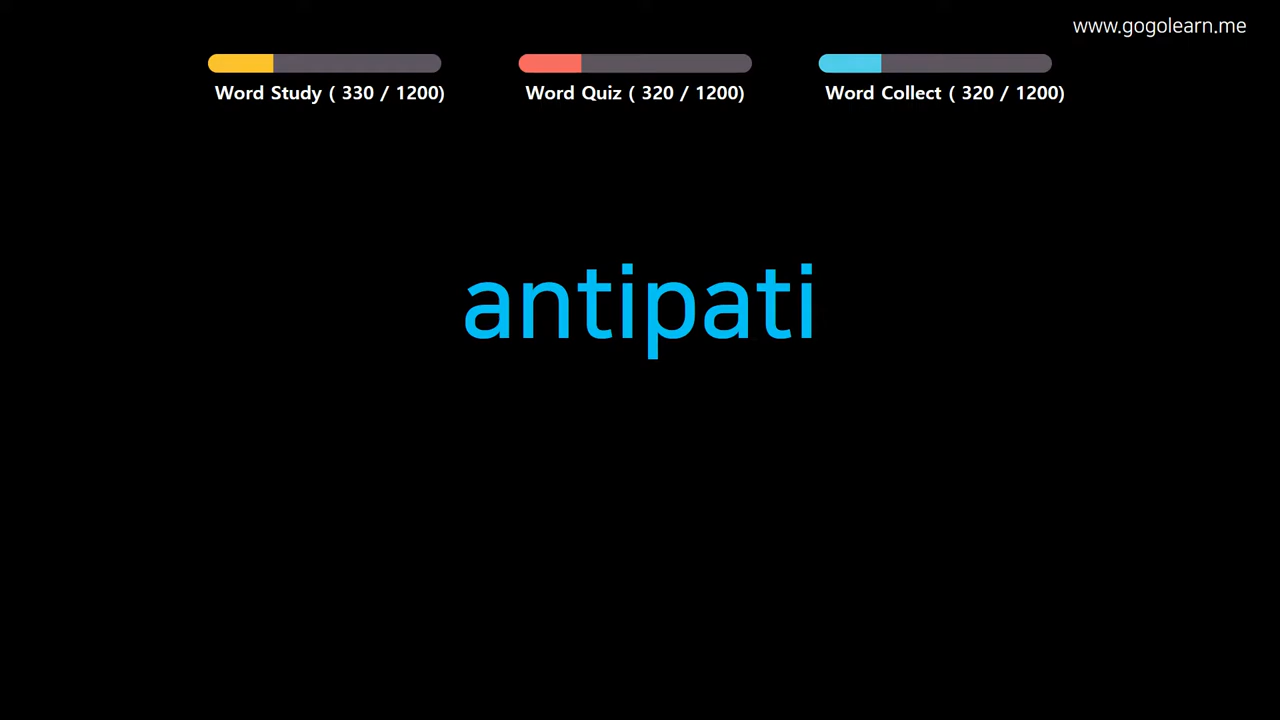 www.gogolearn.me
Word Study ( 330 / 1200)
Word Quiz ( 320 / 1200)
Word Collect ( 320 / 1200)
antipati